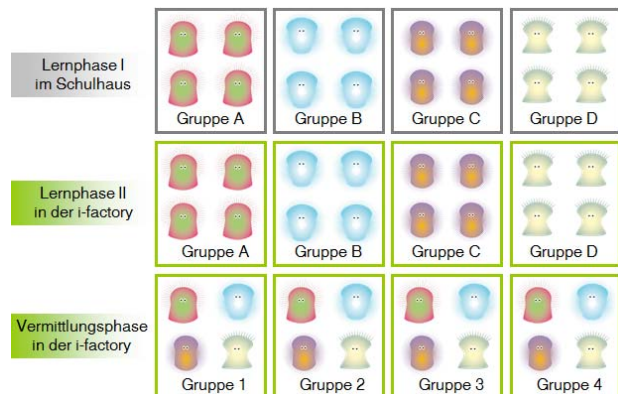 Lernphase I
im Schulhaus
Gruppe A
Gruppe B
Gruppe C
Gruppe D
Lernphase II
in der i-factory
Gruppe A
Gruppe B
Gruppe C
Gruppe D
Vermittlungsphase
in der i-factory
Gruppe 1
Gruppe 2
Gruppe 3
Gruppe 4